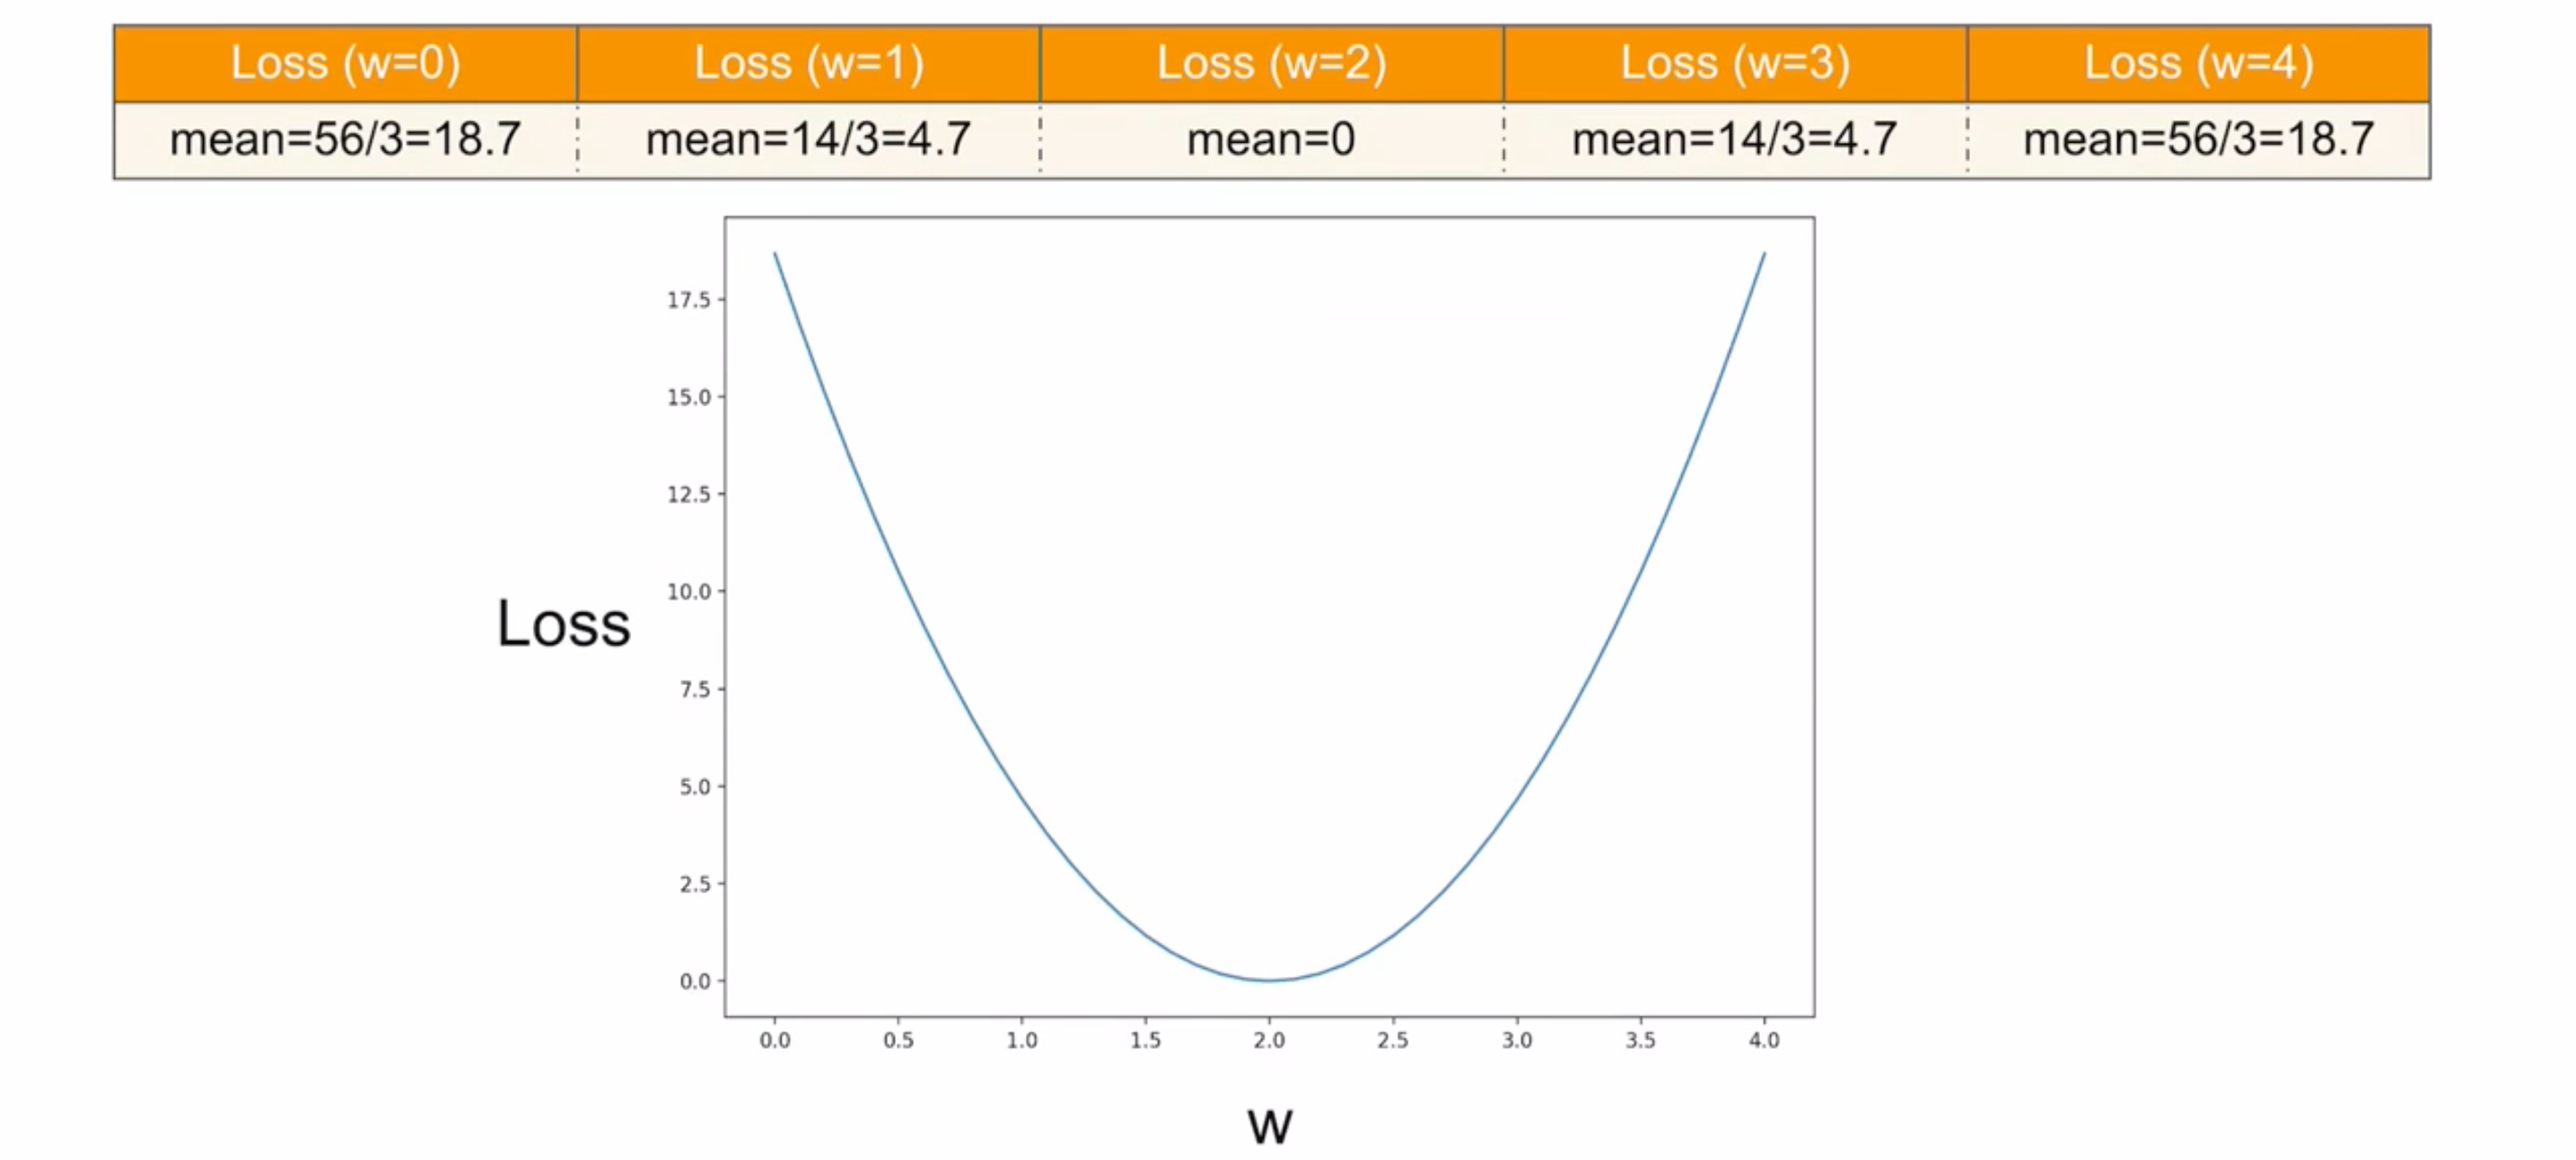 Loss (w=0) Loss (w=1) Loss (w=2) Loss (w=3) Loss (w=4)
mean=56/3=18.7 mean=14/3=4.7 mean=0 mean=14/3=4.7 mean=56/3=18.7
17.5
15.0
12.5
10.0
Loss
7.5
5.0
2.5
0.0
0.0 0.5 1.0 1.5 2.0 2.5 3.0 3.5 4.0
w